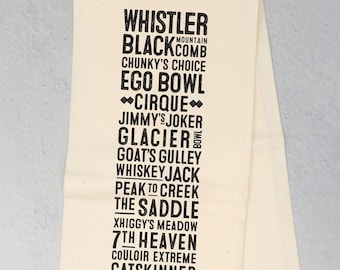 WHISTLER
BLACK MOUNTAIN COMB
CHUNKY'S CHOICE
EGO BOWL
CIRQUE
JIMMY'S JOKER
GLACIER BOWL
GOAT'S GULLEY
WHISKEY JACK
PEAK TO CREEK
THE SADDLE
XHIGGY'S MEADOW
7TH HEAVEN
COULOIR EXTREME
CATSKINNER